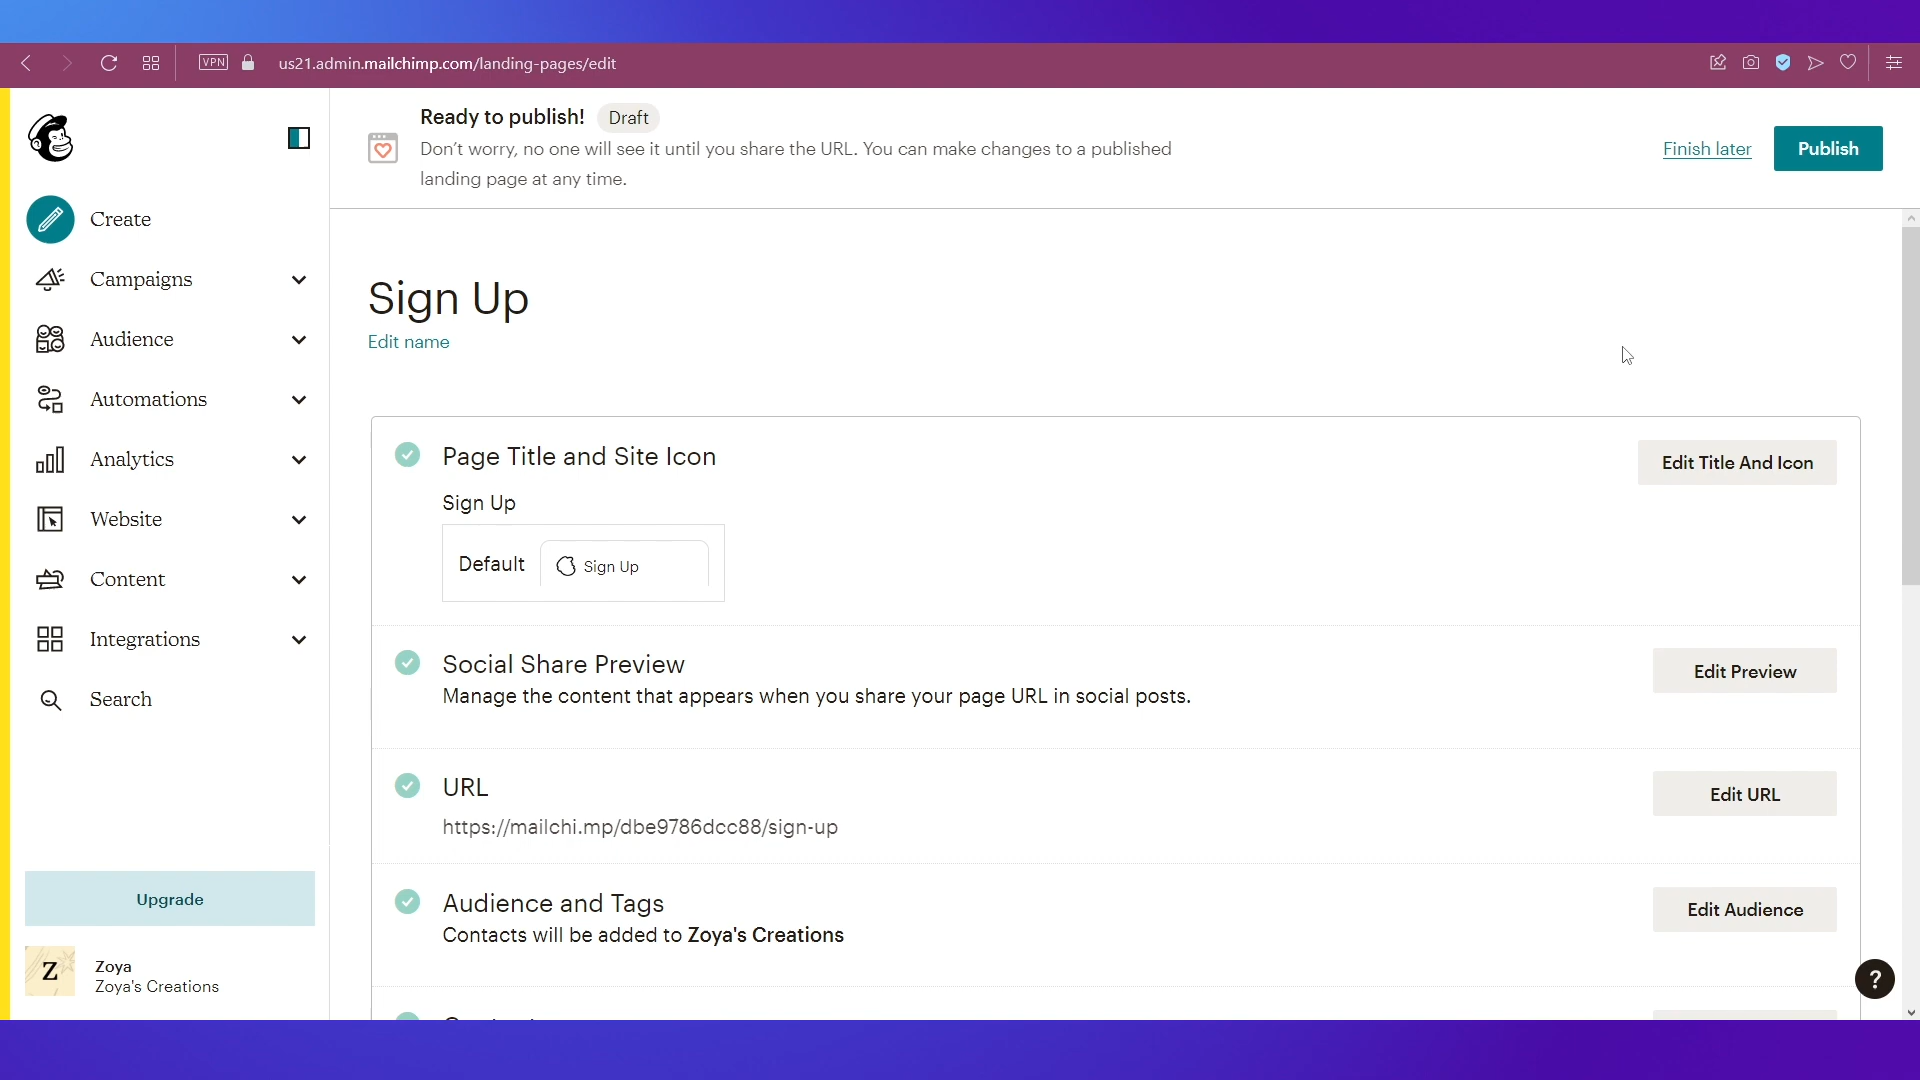 VPN
us21.admin.mailchimp.com/landing-pages/edit
Ready to publish! Draft
Don't worry, no one will see it until you share the URL. You can make changes to a published
landing page at any time.
Finish later
Publish
Create
Campaigns
Audience
Automations
Analytics
Website
Content
Integrations
Search
Upgrade
Z
Zoya
Zoya's Creations
Sign Up
Edit name
Page Title and Site Icon
Edit Title And Icon
Sign Up
Default
Sign Up
Social Share Preview
Edit Preview
Manage the content that appears when you share your page URL in social posts.
URL
Edit URL
https://mailchi.mp/dbe9786dcc88/sign-up
Audience and Tags
Edit Audience
Contacts will be added to Zoya's Creations
?